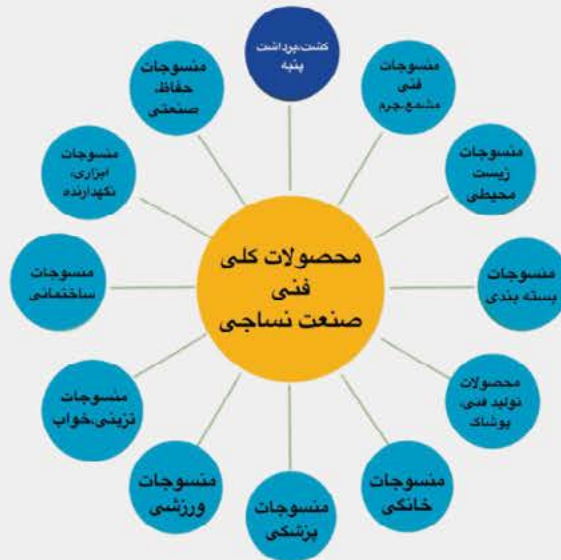 محصولات کلی
فنی
صنعت نساجی
کشت،برداشت
پنبه
منسوجات
فنی
مشمع،چرم
منسوجات
زیست
محیطی
منسوجات
بسته بندی
محصولات
تولید فنی،
پوشاک
منسوجات
خانگی
منسوجات
پزشکی
منسوجات
ورزشی
منسوجات
تزینی،خواب
منسوجات
ساختمانی
منسوجات
ابزاری،
نگهدارنده
منسوجات
حفاظ،
صنعتی